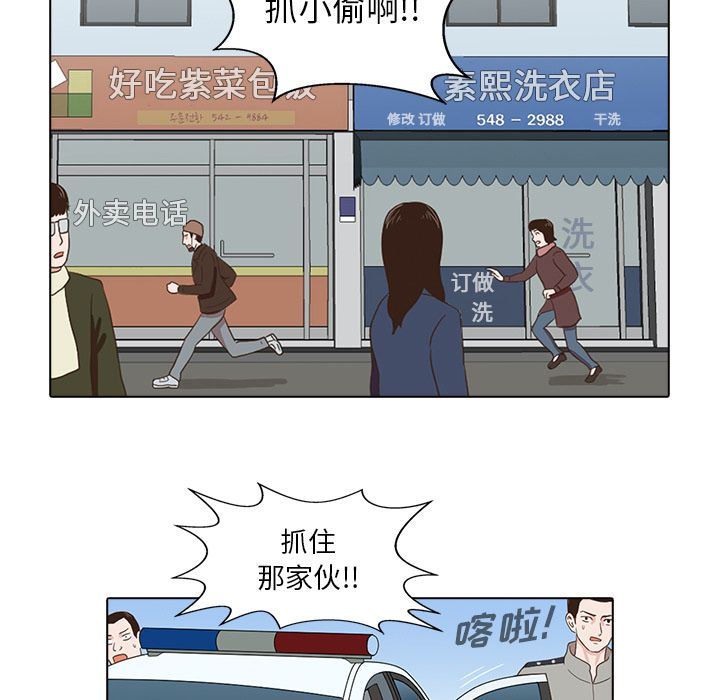 抓小偷啊!!
好吃紫菜包饭
542-4884
素熙洗衣店
修改 订做 548-2988 干洗
外卖电话
洗衣
订做
洗
抓住
那家伙!!
喀啦!